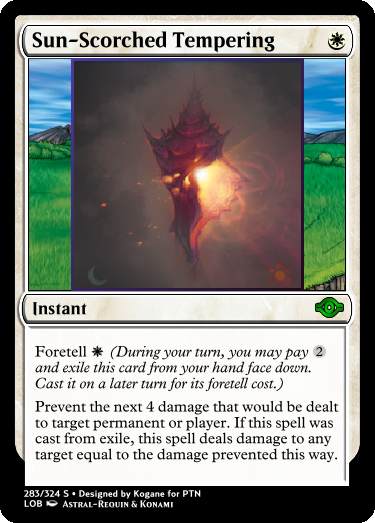 Sun-Scorched Tempering
Instant
Foretell (During your turn, you may pay 2
and exile this card from your hand face down.
Cast it on a later turn for its foretell cost.)
Prevent the next 4 damage that would be dealt
to target permanent or player. If this spell was
cast from exile, this spell deals damage to any
target equal to the damage prevented this way.
283/324 S • Designed by Kogane for PTN
LOB Astral-Requin & Konami